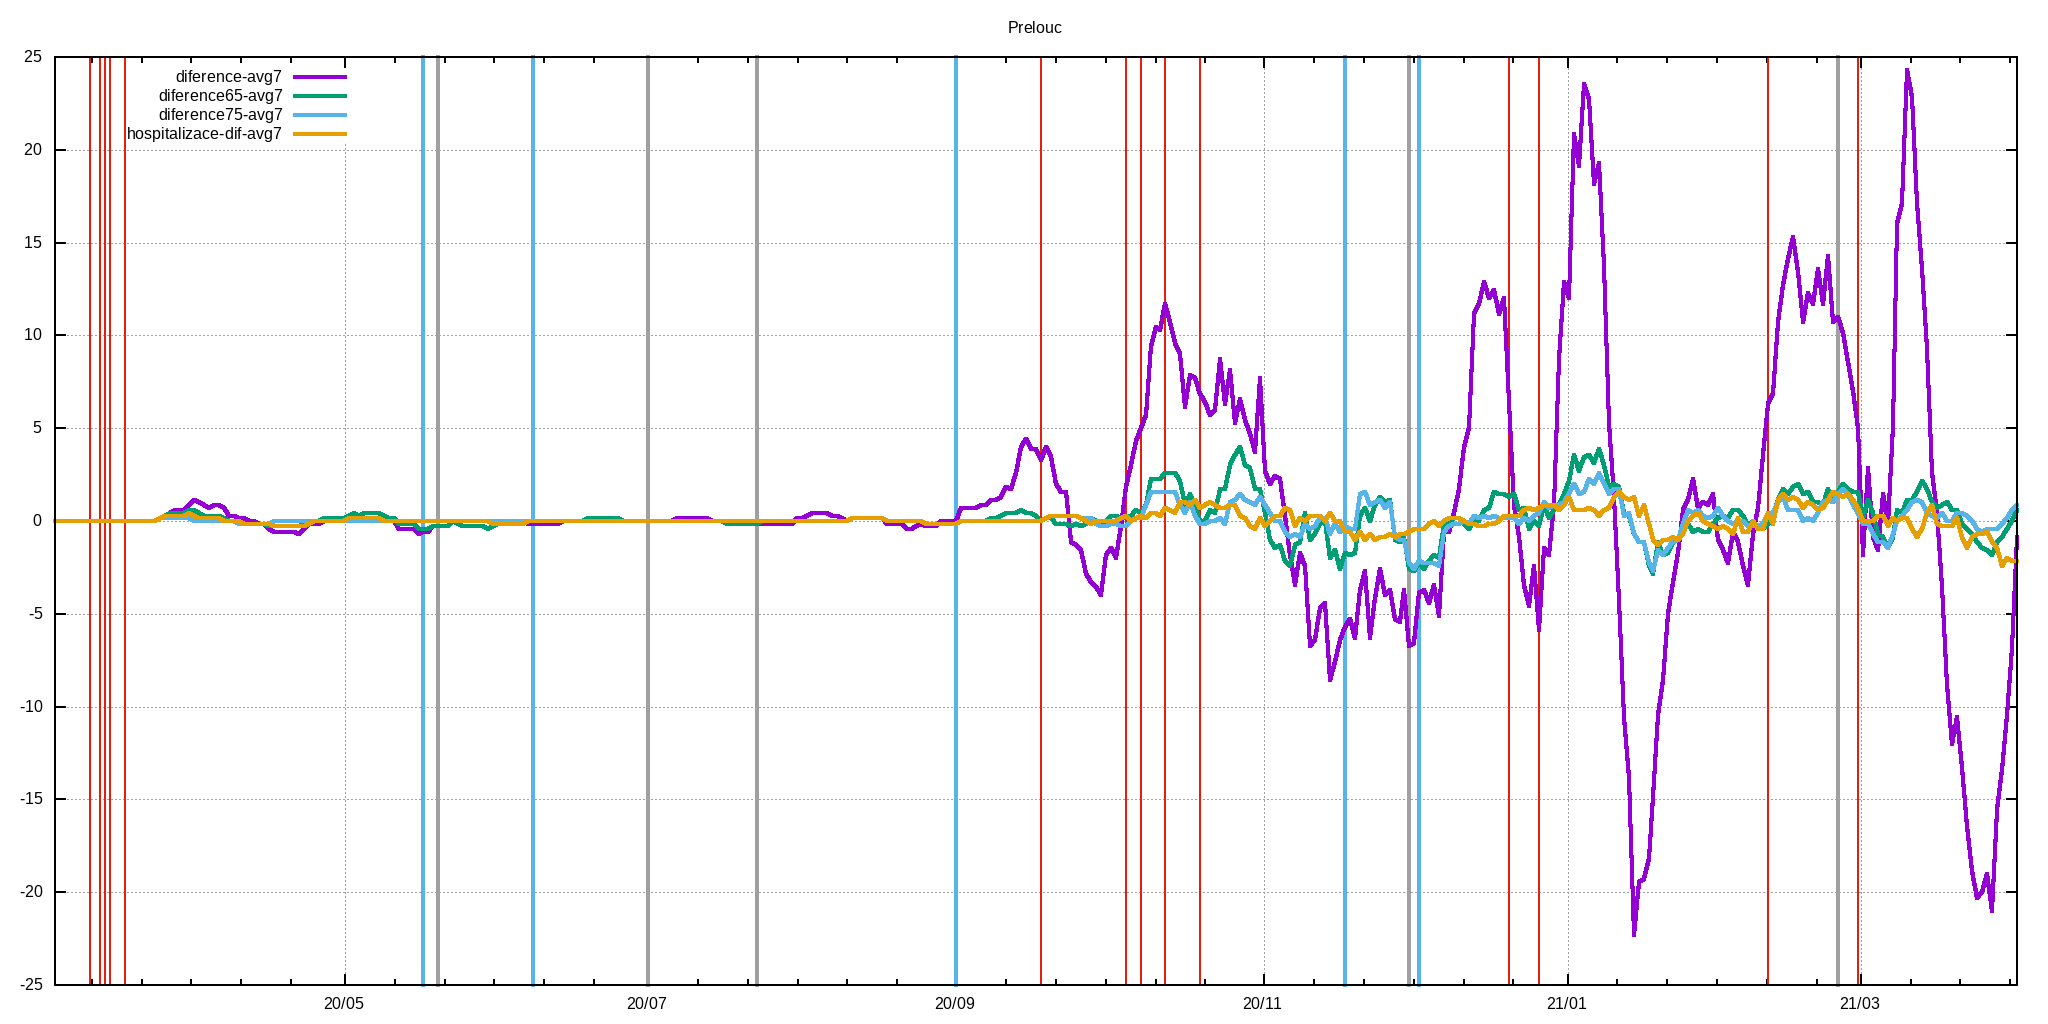 Prelouc
25
diference-avg7
diference65-avg7
diference75-avg7
hospitalizace-dif-avg7
20
15
10
5
0
-5
-10
-15
-20
-25
20/05 20/07 20/09 20/11 21/01 21/03